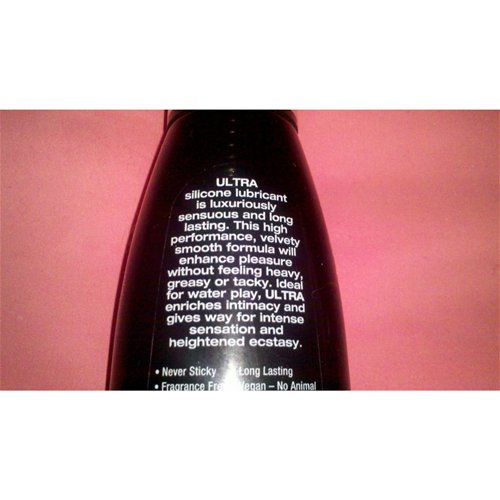 ULTRA
silicone lubricant
is luxuriously
sensuous and long
lasting. This high
performance, velvety
smooth formula will
enhance pleasure
without feeling heavy,
greasy or tacky. Ideal
for water play, ULTRA
enriches intimacy and
gives way for intense
sensation and
heightened ecstasy.
• Never Sticky Long Lasting
• Fragrance Vegan – No Animal